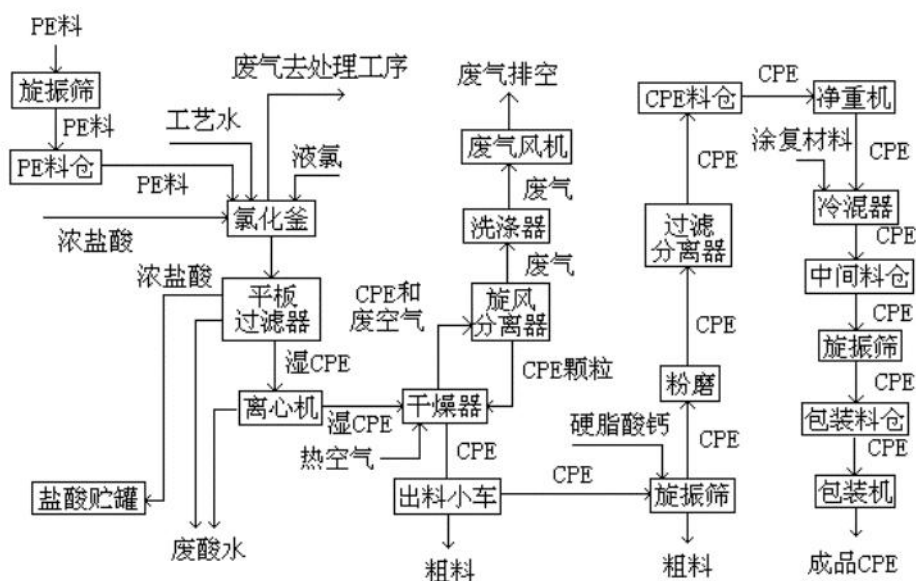 PE料
旋振筛
PE料
PE料仓
PE料
工艺水
废气去处理工序
液氯
浓盐酸
氯化釜
浓盐酸
平板
过滤器
湿CPE
离心机
湿CPE
盐酸贮罐
废酸水
废气排空
废气风机
废气
洗涤器
废气
CPE和
废空气
旋风
分离器
CPE颗粒
干燥器
热空气
CPE
出料小车
粗料
CPE
硬脂酸钙
旋振筛
粗料
CPE
粉磨
CPE
过滤
分离器
CPE
CPE料仓
CPE
净重机
涂复材料
CPE
冷混器
CPE
中间料仓
CPE
旋振筛
CPE
包装料仓
CPE
包装机
成品CPE